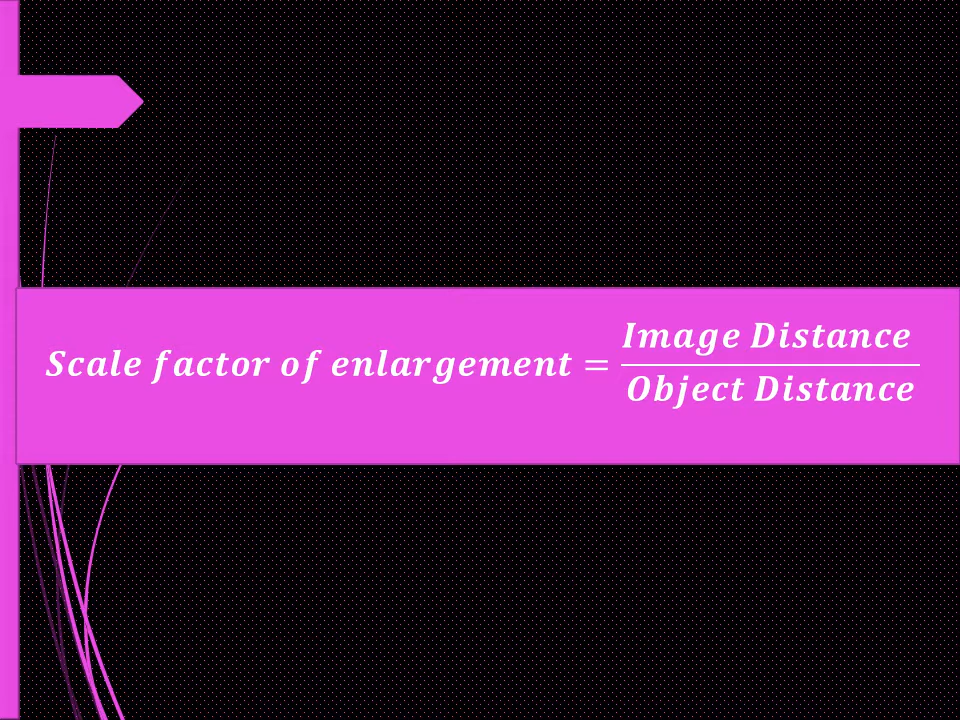 Scale factor of enlargement = Image Distance / Object Distance